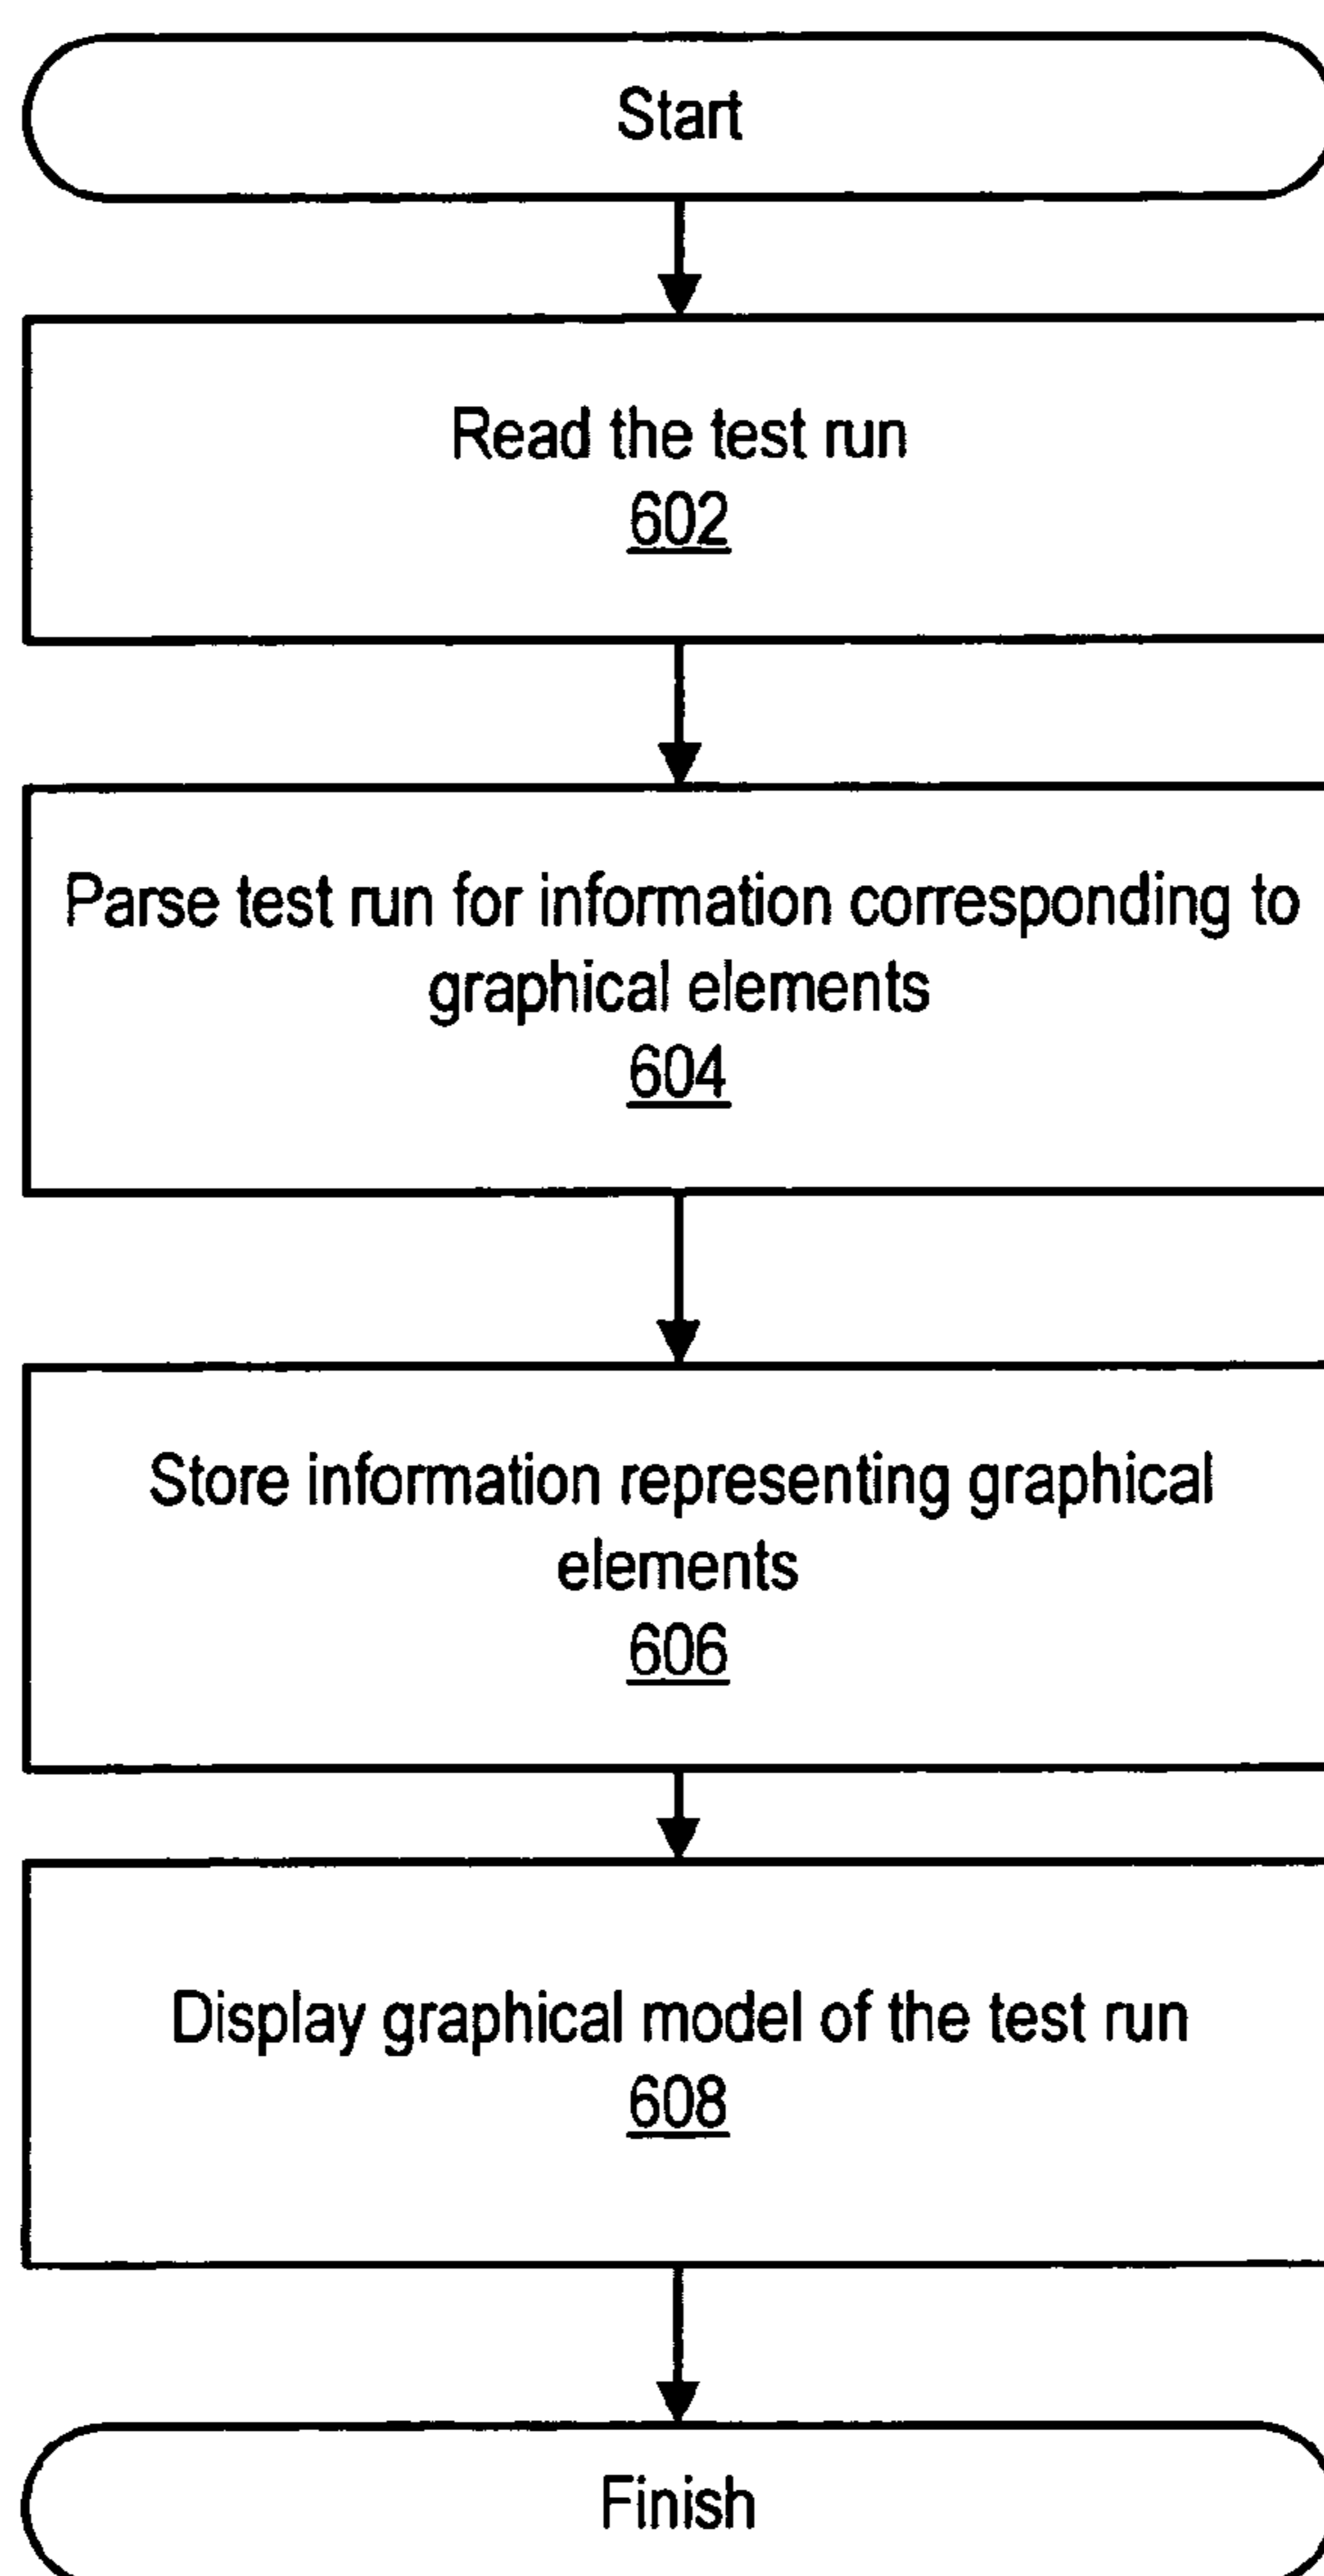 Start
Read the test run
602
Parse test run for information corresponding to
graphical elements
604
Store information representing graphical
elements
606
Display graphical model of the test run
608
Finish